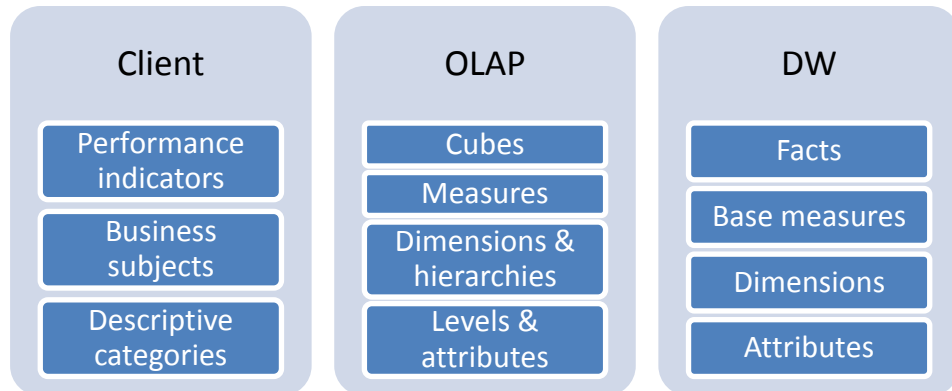 Client
Performance
indicators
Business
subjects
Descriptive
categories
OLAP
Cubes
Measures
Dimensions &
hierarchies
Levels &
attributes
DW
Facts
Base measures
Dimensions
Attributes